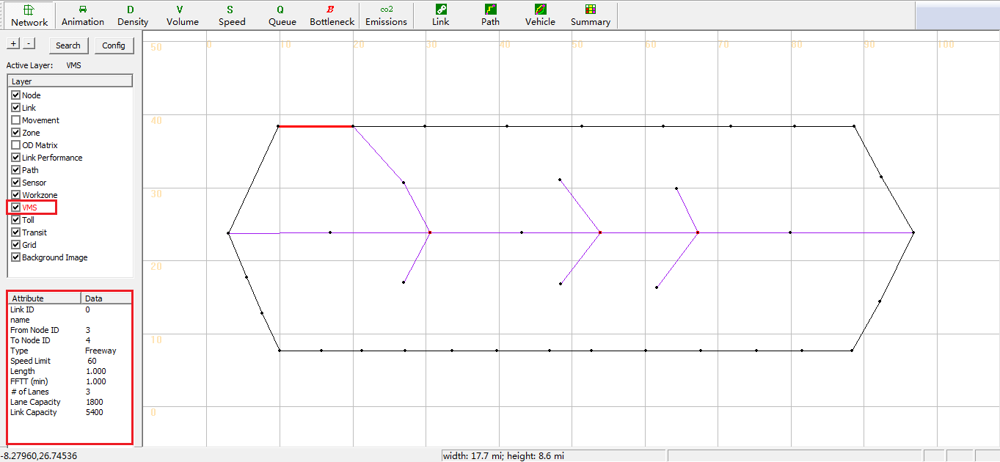 Network Animation D Density V Volume S Speed Q Queue B Bottleneck co2 Emissions Link Path Vehicle Summary
+ - Search Config
Active Layer: VMS
Layer
Node
Link
Movement
Zone
OD Matrix
Link Performance
Path
Sensor
Workzone
VMS
Toll
Transit
Grid
Background Image
Attribute Data
Link ID 0
name
From Node ID 3
To Node ID 4
Type Freeway
Speed Limit 60
Length 1.000
FFTT (min) 1.000
# of Lanes 3
Lane Capacity 1800
Link Capacity 5400
50 0 10 20 30 40 50 60 70 80 90 100
40
30
20
10
0
-8.27960,26.74536 width: 17.7 mi; height: 8.6 mi